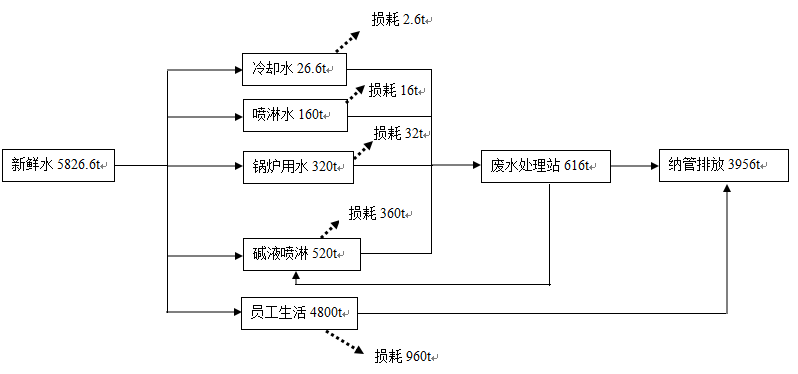 损耗 2.6t
冷却水 26.6t
损耗 16t
喷淋水 160t
损耗 32t
新鲜水 5826.6t
锅炉用水 320t
废水处理站 616t
纳管排放 3956t
损耗 360t
碱液喷淋 520t
员工生活 4800t
损耗 960t